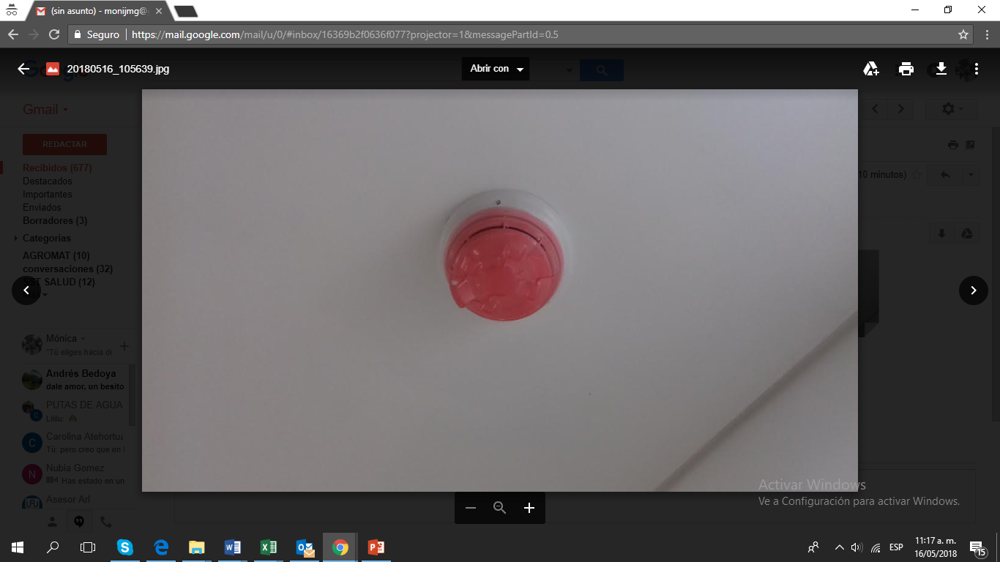 (sin asunto) - monijmg@
Seguro
https://mail.google.com/mail/u/0/#inbox/16369b2f0636f077?projector=1&messagePartId=0.5
20180516_105639.jpg
Abrir con
Gmail
REDACTAR
Recibidos (677)
Destacados
Importantes
Enviados
Borradores (3)
Categorías
AGROMAT (10)
conversaciones (32)
SST SALUD (12)
10 minutos)
Mónica
"Tú eliges hacia
Andrés Bedoya
dale amor, un besito
PUTAS DE AGUA
Lililu:
C
Carolina Atehortua
Tú: pero creo que en
N
Nubia Gomez
Has estado en un
Asesor Arl
Activar Windows
Ve a Configuración para activar Windows.
ESP
11:17 a. m.
16/05/2018
15